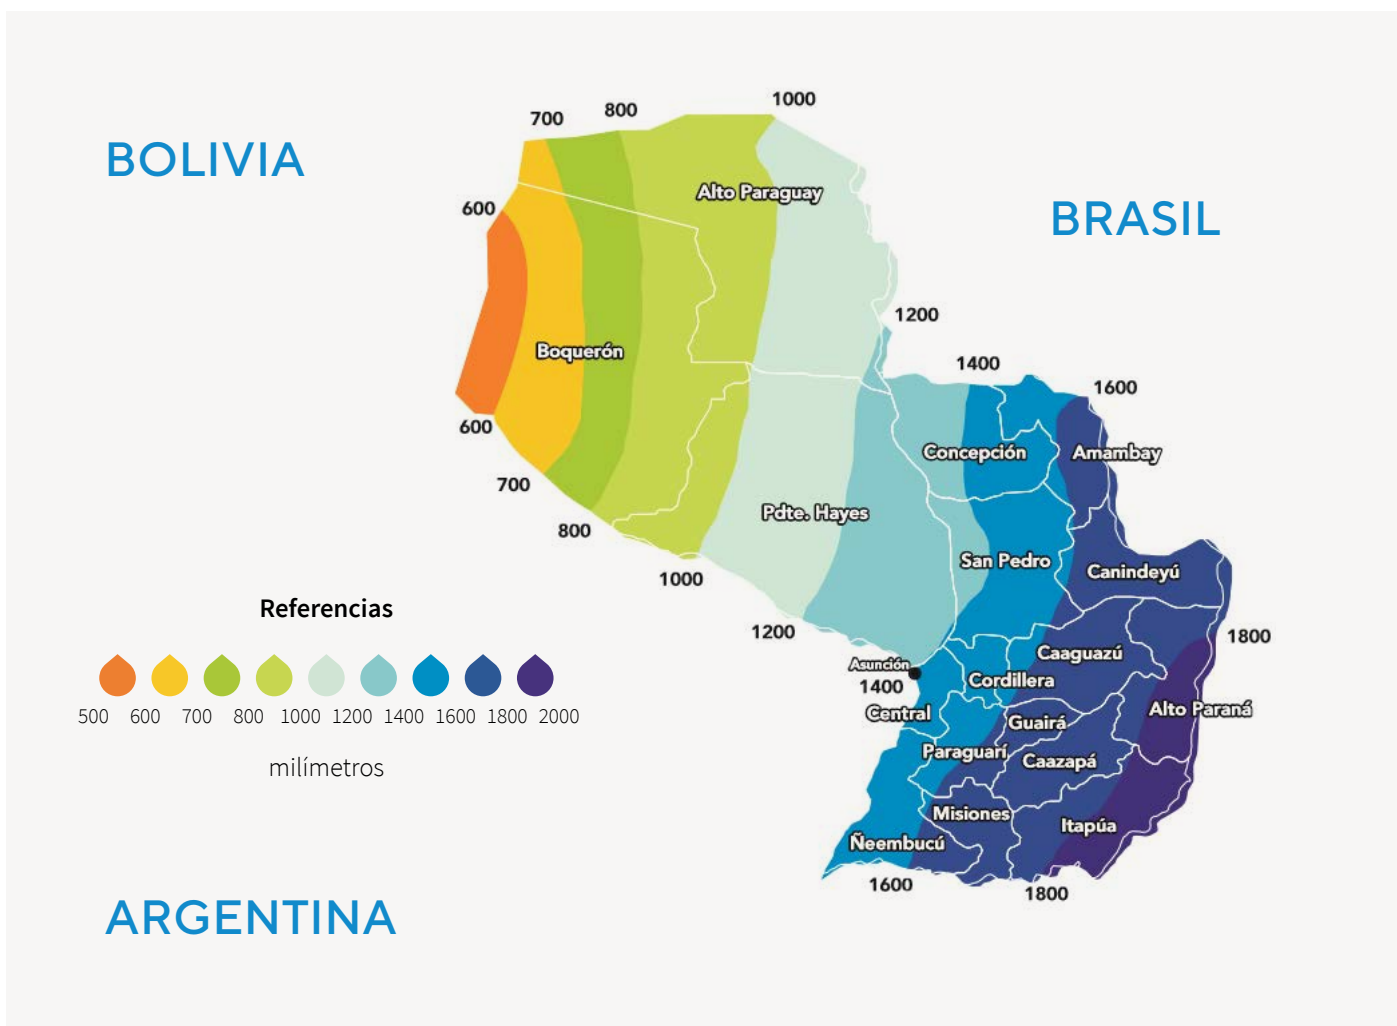 1000
800
700
BOLIVIA
Alto Paraguay
BRASIL
600
1200
Boquerón
1400
1600
600
Concepción
Amambay
700
Pdte. Hayes
800
San Pedro
Canindeyú
1000
Referencias
1200
1800
Caaguazú
Asunción
Cordillera
1400
Central
Alto Paraná
500 600 700 800 1000 1200 1400 1600 1800 2000
Guairá
Paraguarí
Caazapá
milímetros
Misiones
Itapúa
Ñeembucú
1600
1800
ARGENTINA